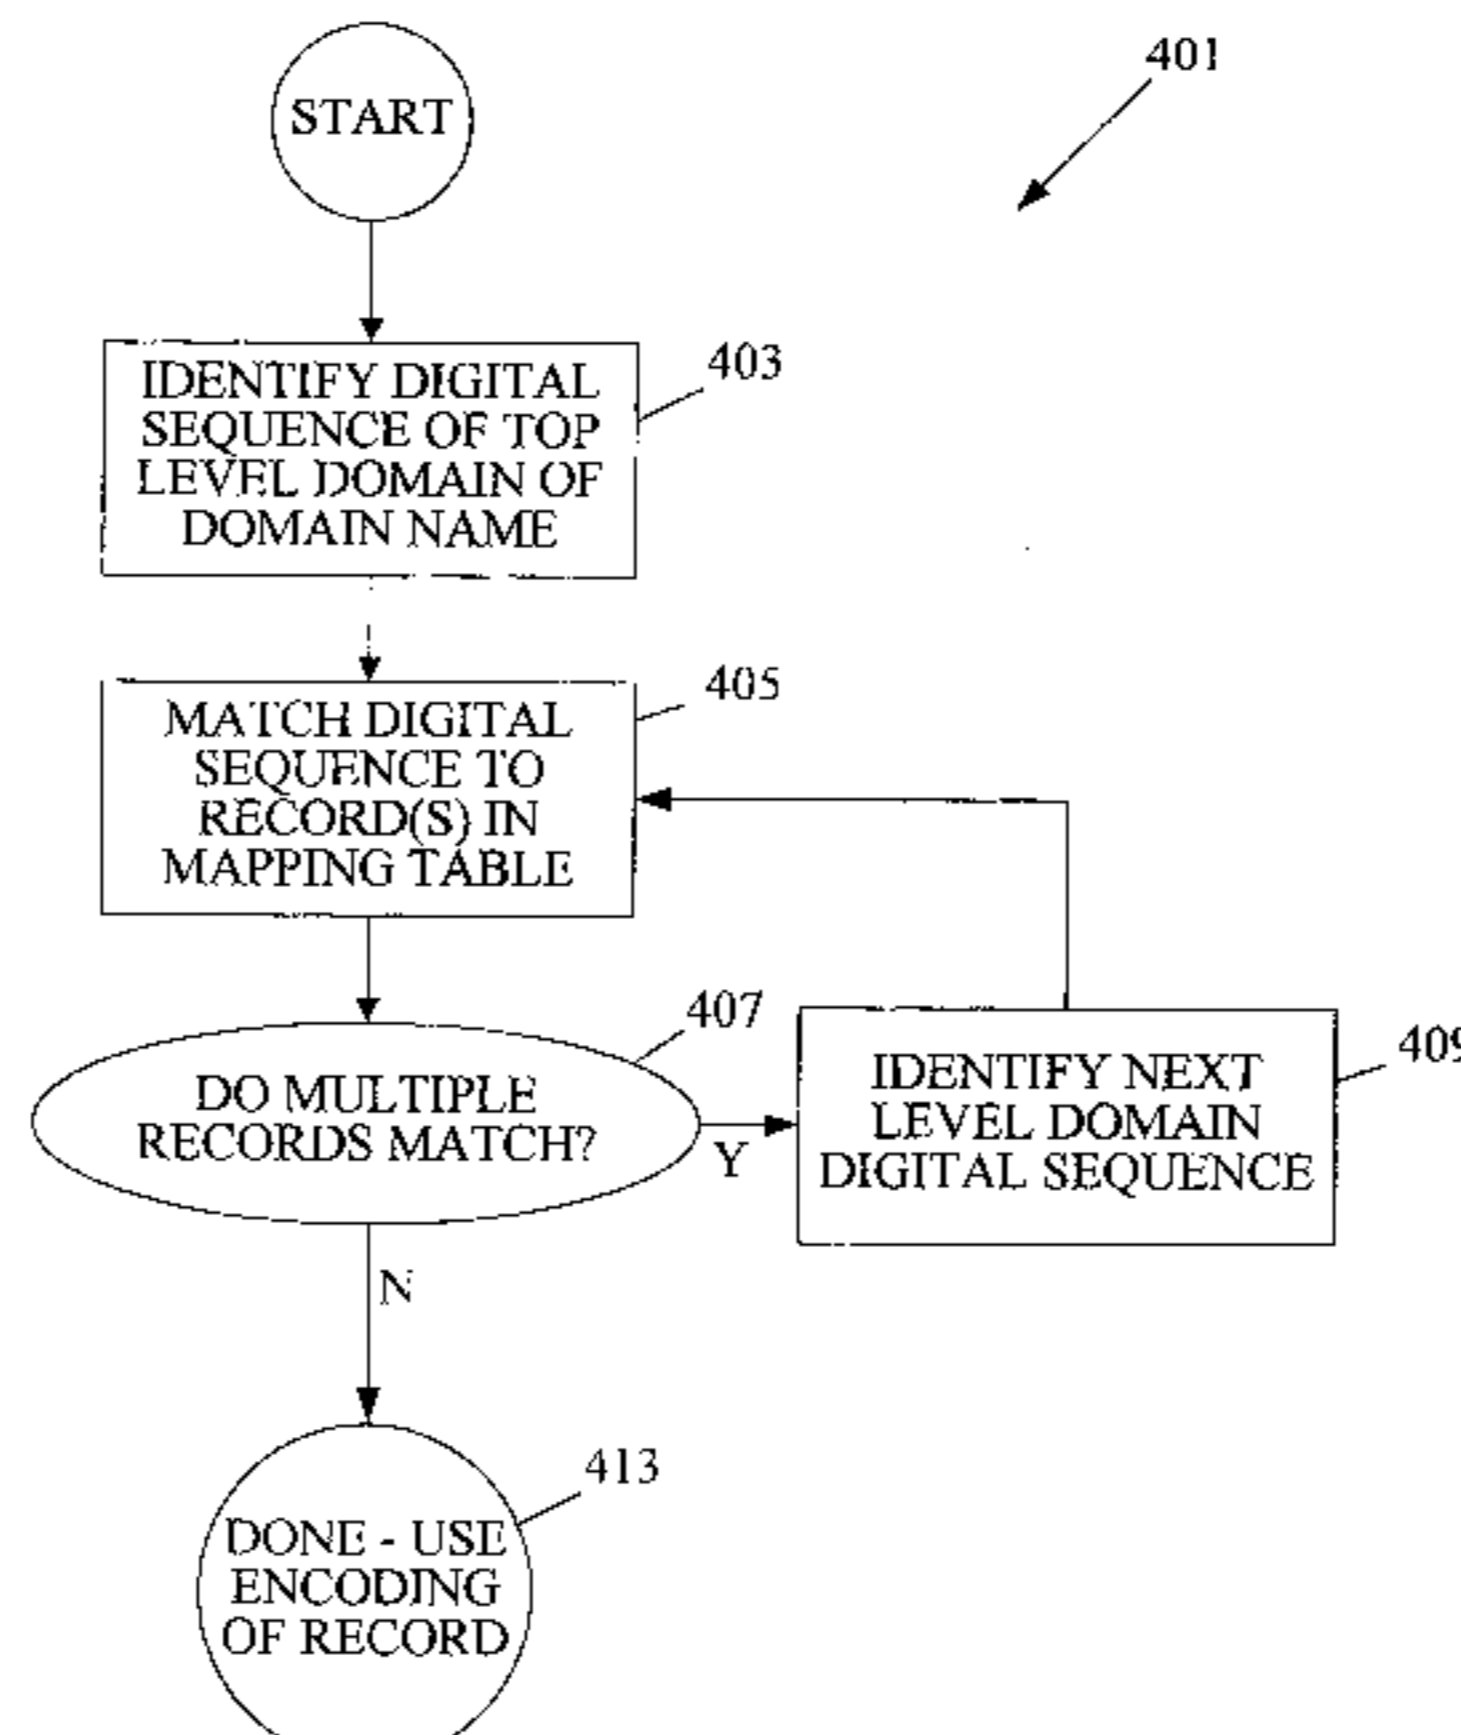 401
START
403
IDENTIFY DIGITAL
SEQUENCE OF TOP
LEVEL DOMAIN OF
DOMAIN NAME
405
MATCH DIGITAL
SEQUENCE TO
RECORD(S) IN
MAPPING TABLE
407
DO MULTIPLE
RECORDS MATCH?
Y
409
IDENTIFY NEXT
LEVEL DOMAIN
DIGITAL SEQUENCE
N
413
DONE - USE
ENCODING
OF RECORD